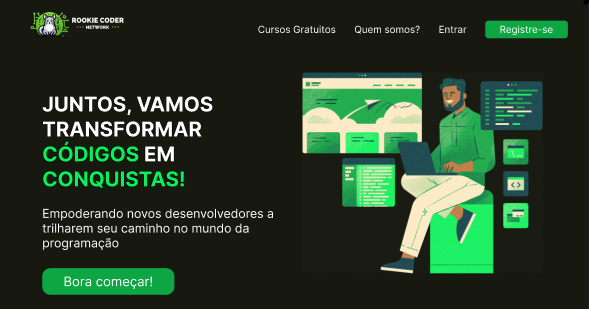 ROOKIE CODER
NETWORK
Cursos Gratuitos
Quem somos?
Entrar
Registre-se
JUNTOS, VAMOS
TRANSFORMAR
CÓDIGOS EM
CONQUISTAS!
Empoderando novos desenvolvedores a
trilharem seu caminho no mundo da
programação
Bora começar!